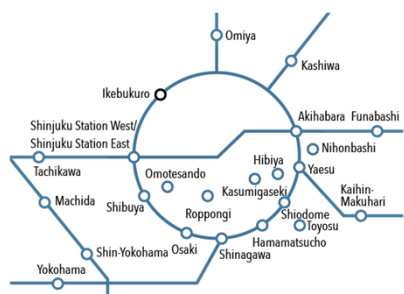 Omiya
Kashiwa
Ikebukuro
Akihabara
Funabashi
Shinjuku Station West/
Shinjuku Station East
Nihonbashi
Hibiya
Yaesu
Tachikawa
Omotesando
Kasumigaseki
Kaihin-
Makuhari
Machida
Shibuya
Roppongi
Shiodome
Toyosu
Osaki
Hamamatsucho
Shin-Yokohama
Shinagawa
Yokohama